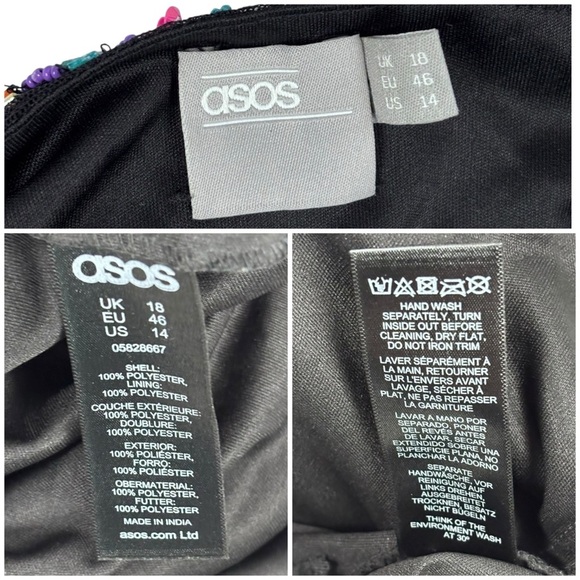 asos
UK 18
EU 46
US 14
asos
UK 18
EU 46
US 14
05828667
SHELL:
100% POLYESTER,
LINING:
100% POLYESTER
COUCHE EXTÉRIEURE:
100% POLYESTER,
DOUBLURE:
100% POLYESTER
EXTERIOR:
100% POLIÉSTER,
FORRO:
100% POLIÉSTER
OBERMATERIAL:
100% POLYESTER,
FUTTER:
100% POLYESTER
MADE IN INDIA
asos.com Ltd
HAND WASH
SEPARATELY, TURN
INSIDE OUT BEFORE
CLEANING, DRY FLAT,
DO NOT IRON TRIM
LAVER SÉPARÉMENT À
LA MAIN, RETOURNER
SUR L'ENVERS AVANT
LAVAGE, SÉCHER À
PLAT, NE PAS REPASSER
LA GARNITURE
LAVAR A MANO POR
SEPARADO, PONER
DEL REVÉS ANTES
DE LAVAR, SECAR
EXTENDIDO SOBRE UNA
SUPERFICIE PLANA, NO
PLANCHAR LA ADORNO
SEPARATE
HANDWÄSCHE, VOR
REINIGUNG AUF
LINKS DREHEN,
AUSGEBREITET
TROCKNEN, BESATZ
NICHT BÜGELN
THINK OF THE
ENVIRONMENT WASH
AT 30°